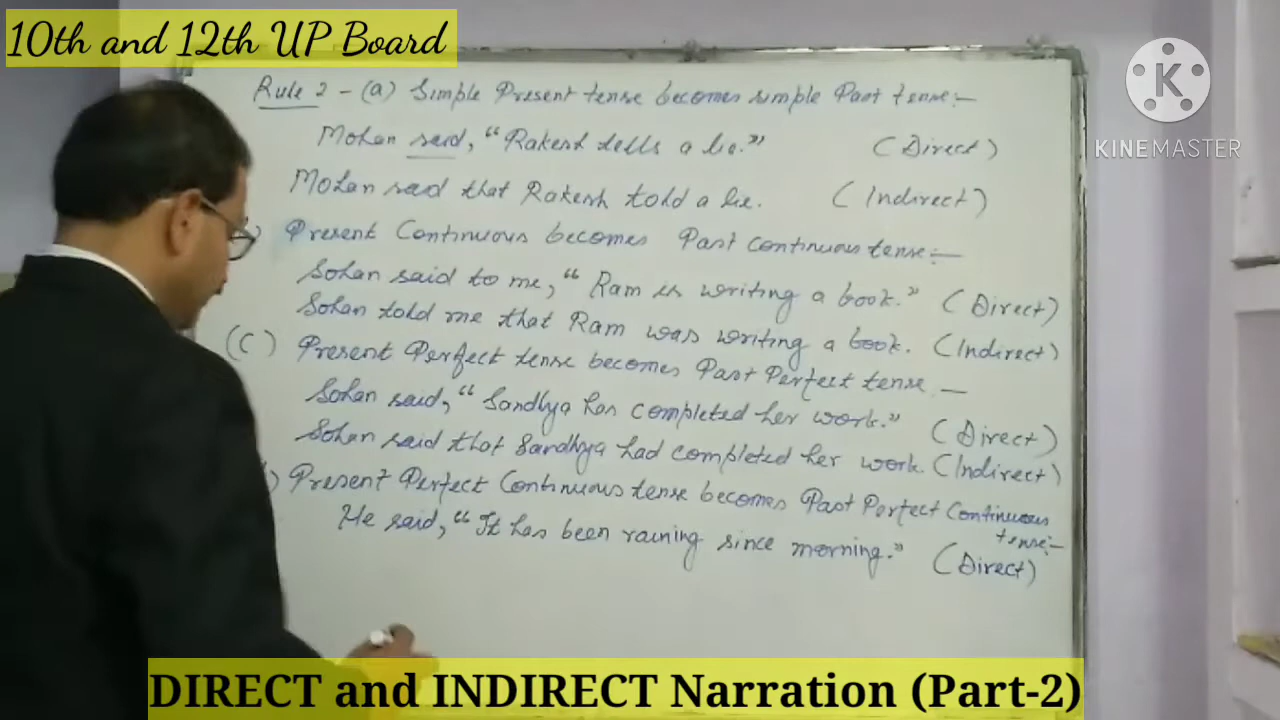 10th and 12th UP Board
KINEMASTER
Rule 2 - (a) Simple Present tense becomes simple Past tense:-
Mohan said, "Rakesh tells a lie." (Direct)
Mohan said that Rakesh told a lie. (Indirect)
) Present Continuous becomes Past continuous tense:-
Sohan said to me, "Ram is writing a book." (Direct)
Sohan told me that Ram was writing a book. (Indirect)
(C) Present Perfect tense becomes Past Perfect tense -
Sohan said, "Sandhya has completed her work." (Direct)
Sohan said that Sandhya had completed her work. (Indirect)
) Present Perfect Continuous tense becomes Past Perfect Continuous
tense:-
He said, "It has been raining since morning." (Direct)
DIRECT and INDIRECT Narration (Part-2)